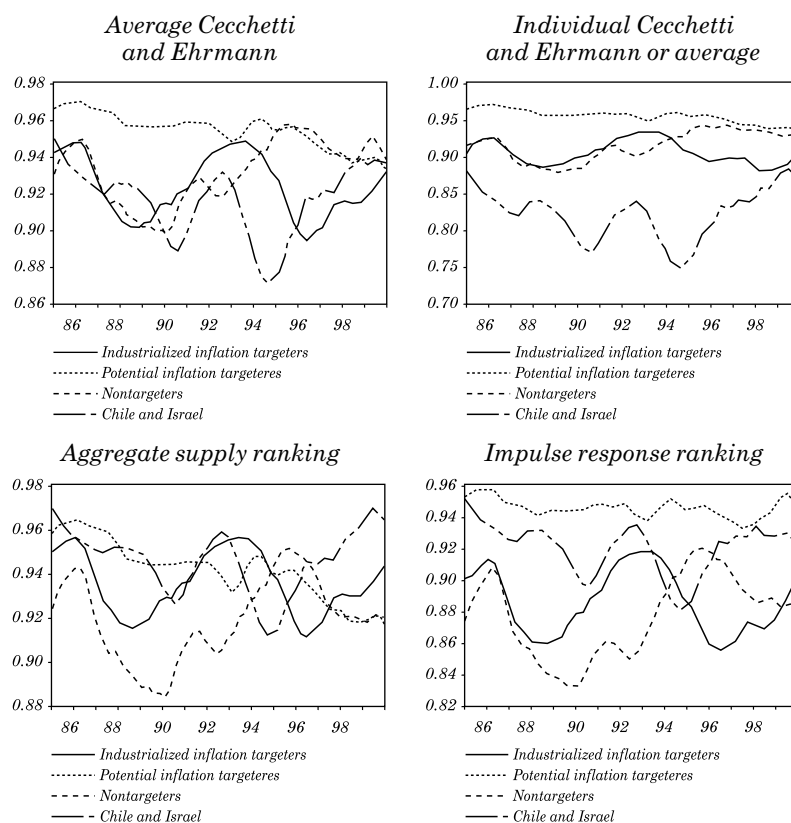 Average Cecchetti
and Ehrmann
0.98
0.96
0.94
0.92
0.90
0.88
0.86
86 88 90 92 94 96 98
Industrialized inflation targeters
Potential inflation targeteres
Nontargeters
Chile and Israel
Individual Cecchetti
and Ehrmann or average
1.00
0.95
0.90
0.85
0.80
0.75
0.70
86 88 90 92 94 96 98
Industrialized inflation targeters
Potential inflation targeteres
Nontargeters
Chile and Israel
Aggregate supply ranking
0.98
0.96
0.94
0.92
0.90
0.88
86 88 90 92 94 96 98
Industrialized inflation targeters
Potential inflation targeteres
Nontargeters
Chile and Israel
Impulse response ranking
0.96
0.94
0.92
0.90
0.88
0.86
0.84
0.82
86 88 90 92 94 96 98
Industrialized inflation targeters
Potential inflation targeteres
Nontargeters
Chile and Israel